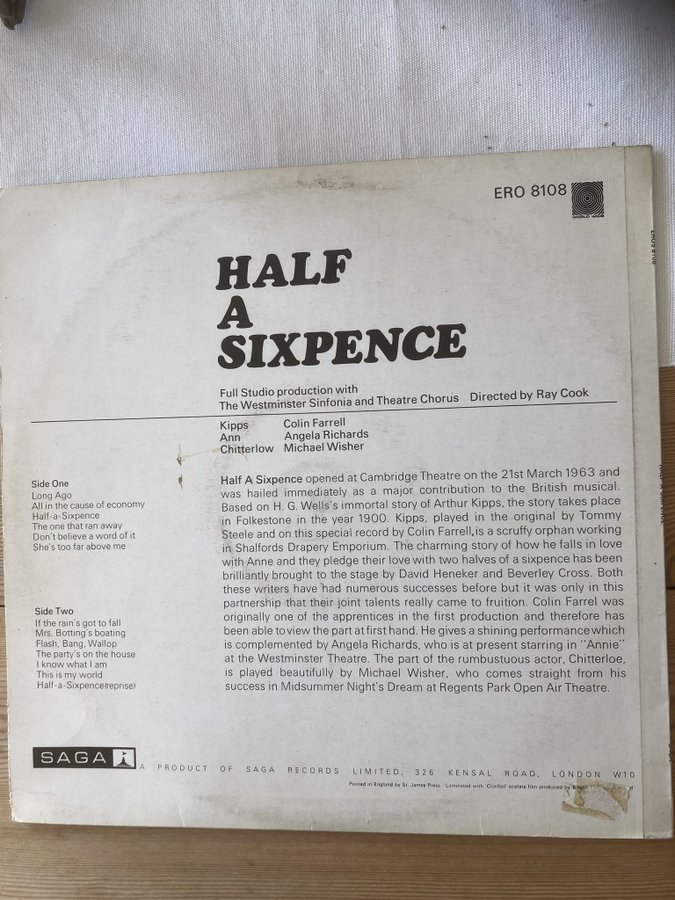 ERO 8108
WORLD WIDE
HALF
A
SIXPENCE
Full Studio production with
The Westminster Sinfonia and Theatre Chorus Directed by Ray Cook
Kipps Colin Farrell
Ann Angela Richards
Chitterlow Michael Wisher
Side One
Long Ago
All in the cause of economy
Half-a-Sixpence
The one that ran away
Don't believe a word of it
She's too far above me
Side Two
If the rain's got to fall
Mrs. Botting's boating
Flash, Bang, Wallop
The party's on the house
I know what I am
This is my world
Half-a-Sixpence(reprise)
Half A Sixpence opened at Cambridge Theatre on the 21st March 1963 and
was hailed immediately as a major contribution to the British musical.
Based on H. G. Wells's immortal story of Arthur Kipps, the story takes place
in Folkestone in the year 1900. Kipps, played in the original by Tommy
Steele and on this special record by Colin Farrell, is a scruffy orphan working
in Shalfords Drapery Emporium. The charming story of how he falls in love
with Anne and they pledge their love with two halves of a sixpence has been
brilliantly brought to the stage by David Heneker and Beverley Cross. Both
these writers have had numerous successes before but it was only in this
partnership that their joint talents really came to fruition. Colin Farrel was
originally one of the apprentices in the first production and therefore has
been able to view the part at first hand. He gives a shining performance which
is complemented by Angela Richards, who is at present starring in "Annie"
at the Westminster Theatre. The part of the rumbustuous actor, Chitterloe,
is played beautifully by Michael Wisher, who comes straight from his
success in Midsummer Night's Dream at Regents Park Open Air Theatre.
SAGA
A PRODUCT OF SAGA RECORDS LIMITED, 326 KENSAL ROAD, LONDON W10
Printed in England by St. James Press Laminated with Clarifoil acetate film produced by